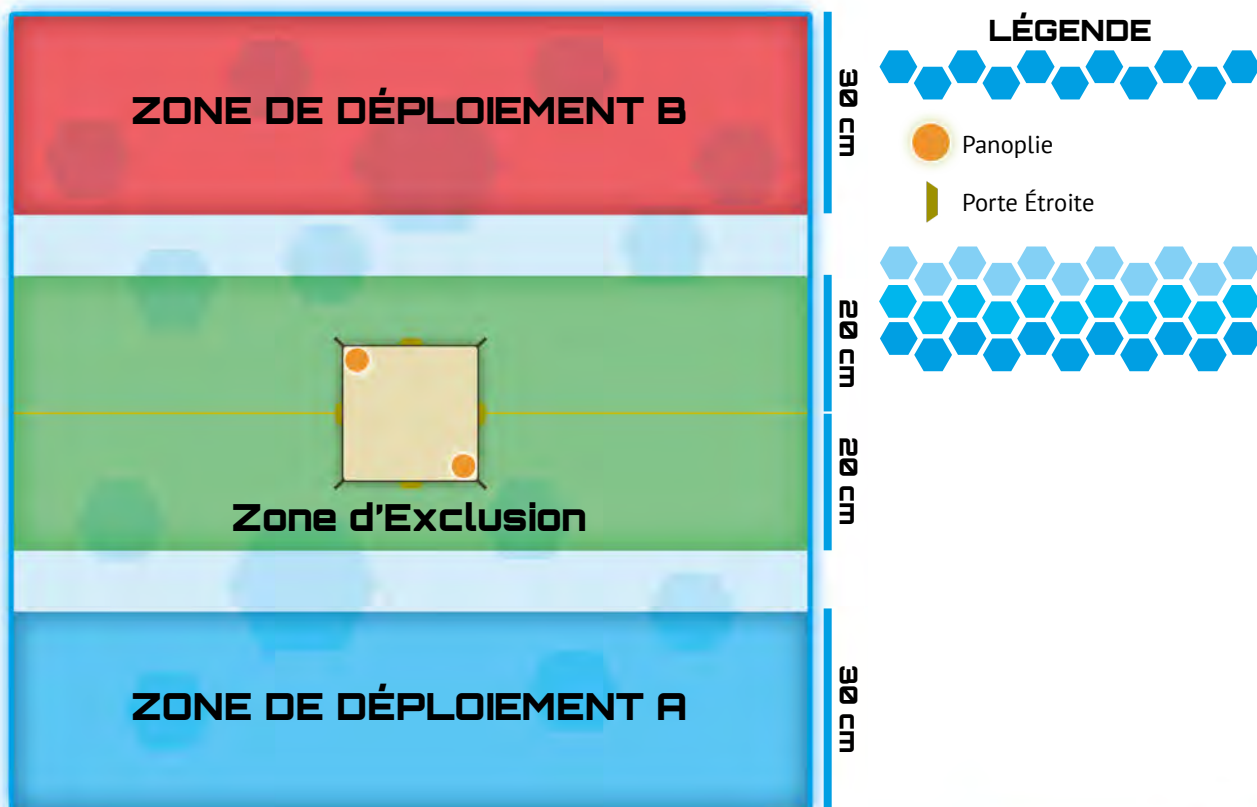 ZONE DE DÉPLOIEMENT B
30 cm
20 cm
20 cm
Zone d'Exclusion
ZONE DE DÉPLOIEMENT A
30 cm
LÉGENDE
Panoplie
Porte Étroite